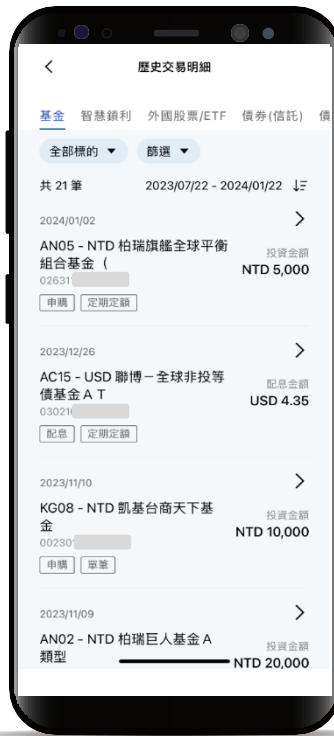 歷史交易明細
基金 智慧鎖利 外國股票/ETF 債券(信託) 債
全部標的 ▼ 篩選 ▼
共 21 筆 2023/07/22 - 2024/01/22
2024/01/02
AN05 - NTD 柏瑞旗艦全球平衡
組合基金（
投資金額
NTD 5,000
02631
申購 定期定額
2023/12/26
AC15 - USD 聯博－全球非投等
債基金ＡＴ
配息金額
USD 4.35
03021
配息 定期定額
2023/11/10
KG08 - NTD 凱基台商天下基
金
投資金額
NTD 10,000
00230
申購 單筆
2023/11/09
AN02 - NTD 柏瑞巨人基金Ａ
類型
投資金額
NTD 20,000